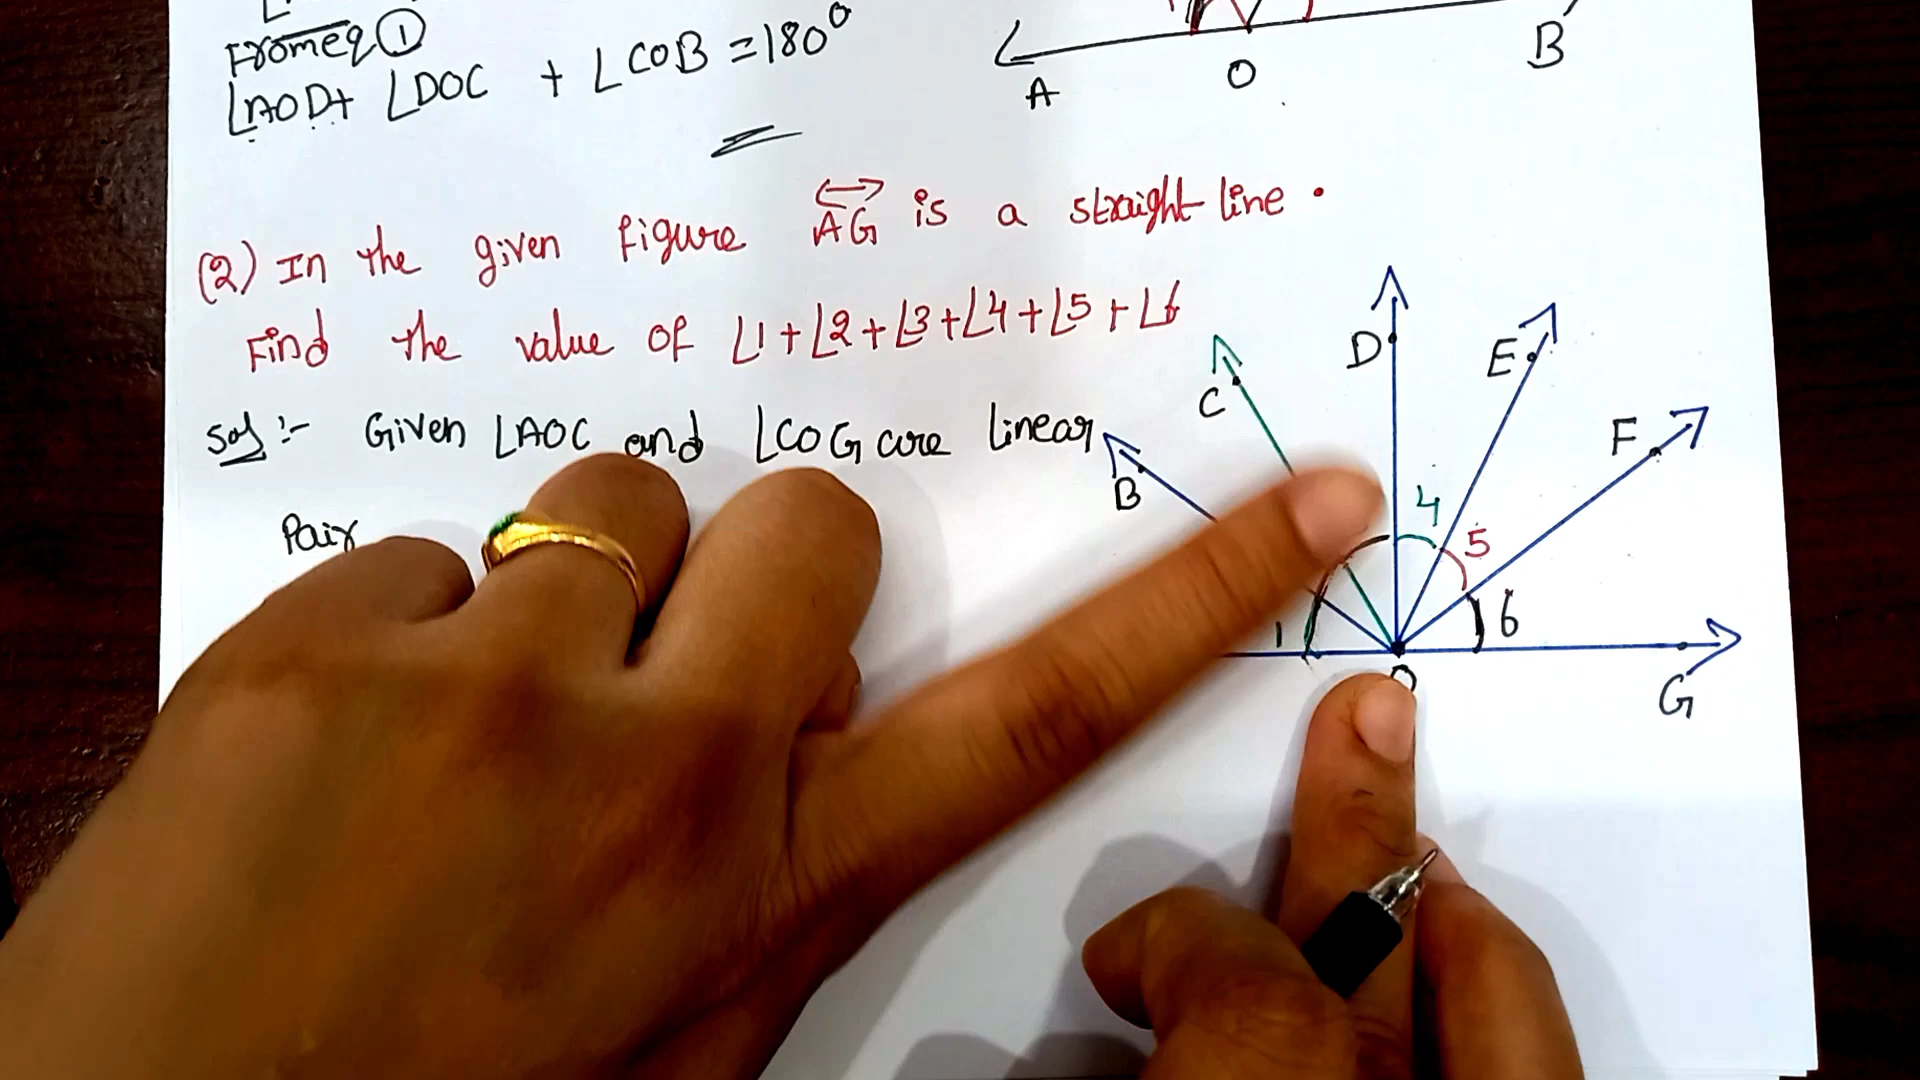 From eq ①
∠AOD+ ∠DOC + ∠COB = 180°
A O B
(2) In the given figure AG is a straight line.
Find the value of ∠1+∠2+∠3+∠4+∠5+∠6
Sol :- Given ∠AOC and ∠COG are linear
Pair
D
E
C
F
B
4
5
1
6
G